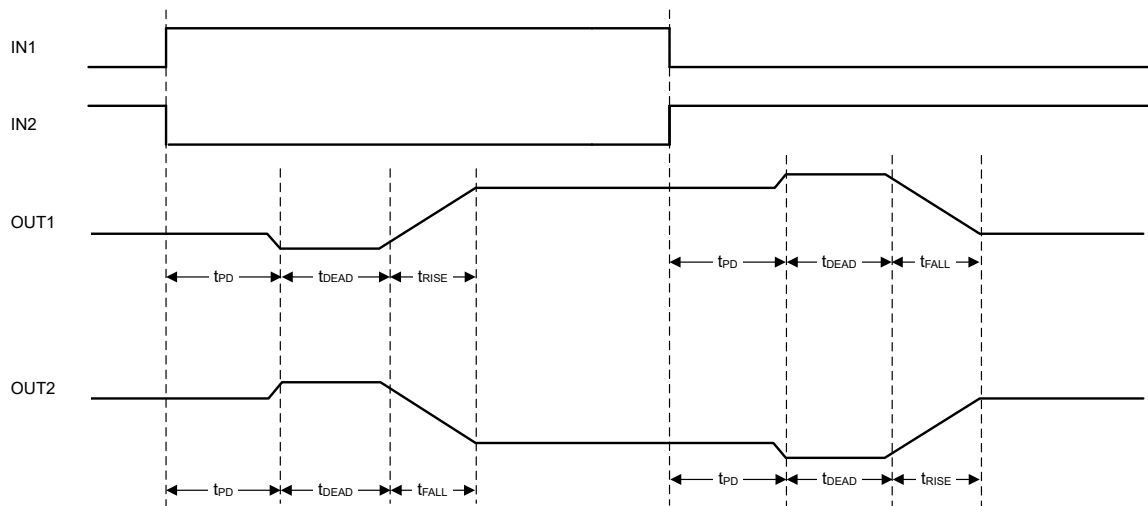 IN1
IN2
OUT1
tPD tDEAD tRISE tPD tDEAD tFALL
OUT2
tPD tDEAD tFALL tPD tDEAD tRISE